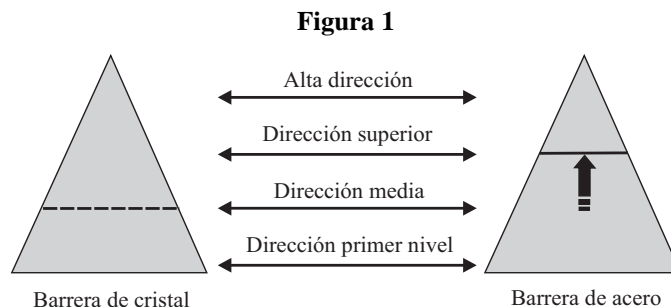 Figura 1
Alta dirección
Dirección superior
Dirección media
Dirección primer nivel
Barrera de cristal
Barrera de acero